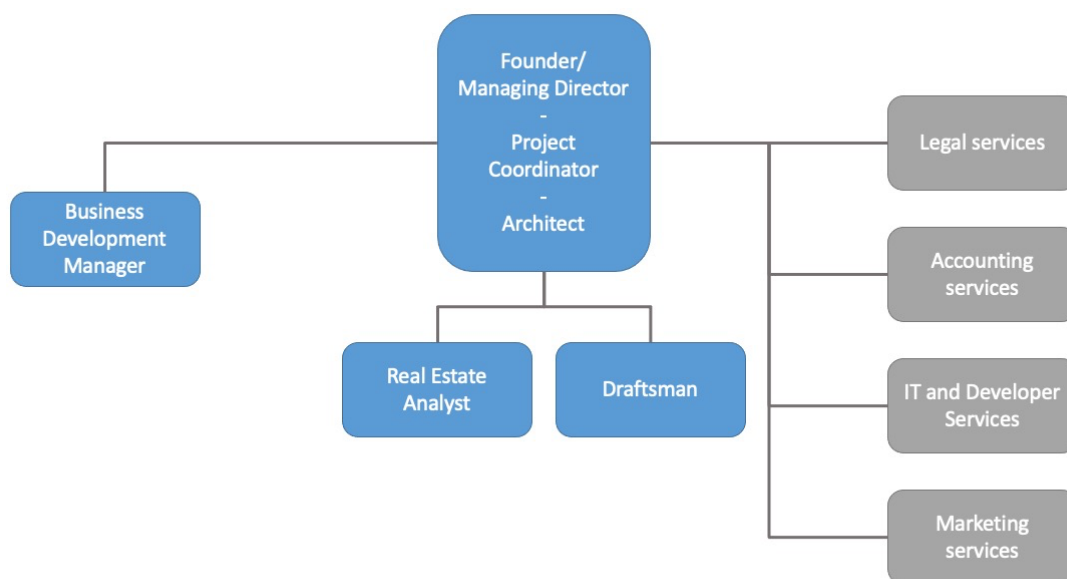 Founder/
Managing Director
-
Project
Coordinator
-
Architect
Business
Development
Manager
Real Estate
Analyst
Draftsman
Legal services
Accounting
services
IT and Developer
Services
Marketing
services